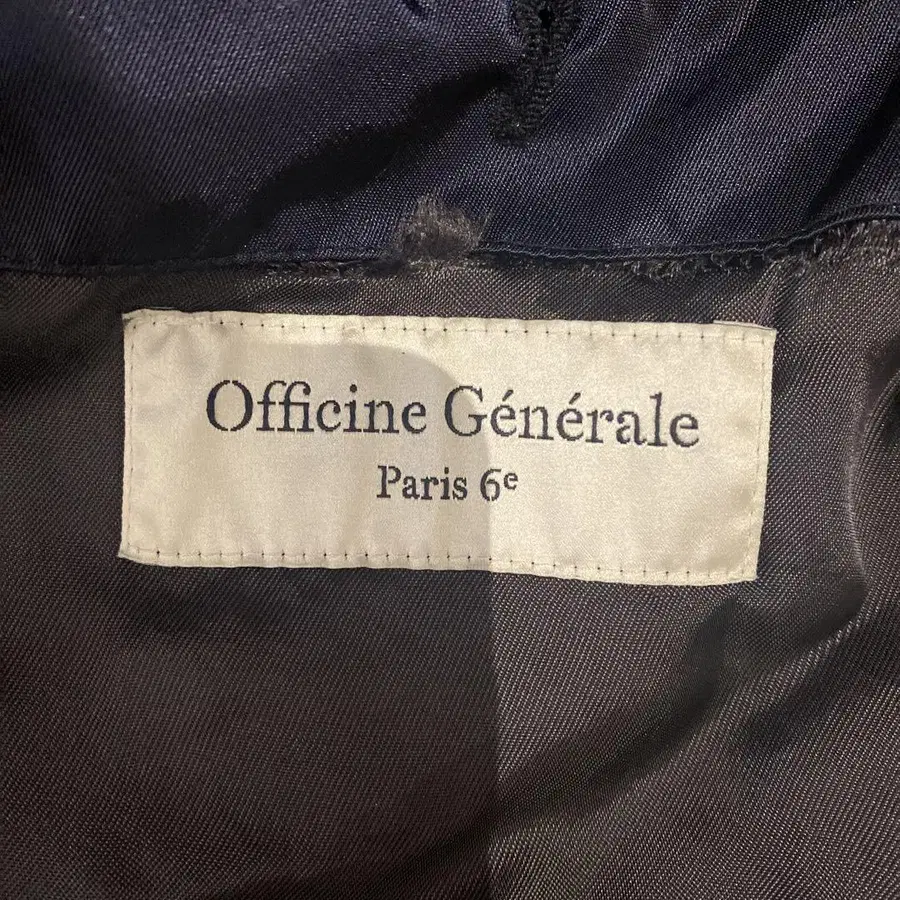 Officine Générale
Paris 6ᵉ